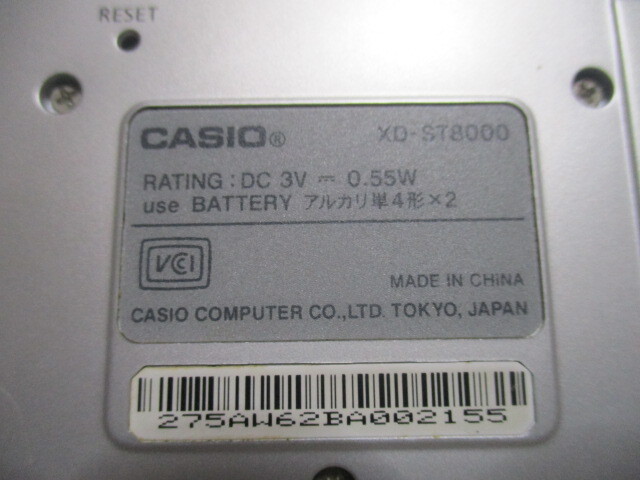 RESET
CASIO® XD-ST8000
RATING : DC 3V ⎓ 0.55W
use BATTERY アルカリ単4形×2
VCI
MADE IN CHINA
CASIO COMPUTER CO.,LTD. TOKYO, JAPAN
275AW62BA002155